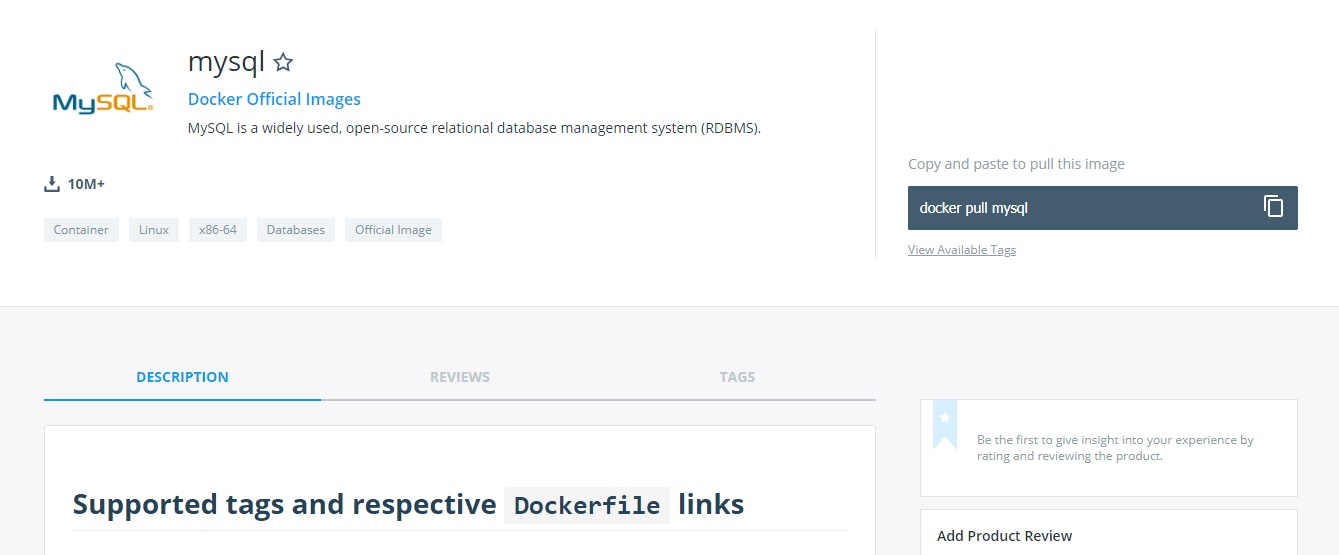 MySQL®
mysql
Docker Official Images
MySQL is a widely used, open-source relational database management system (RDBMS).
10M+
Container Linux x86-64 Databases Official Image
Copy and paste to pull this image
docker pull mysql
View Available Tags
DESCRIPTION REVIEWS TAGS
Supported tags and respective Dockerfile links
Be the first to give insight into your experience by
rating and reviewing the product.
Add Product Review